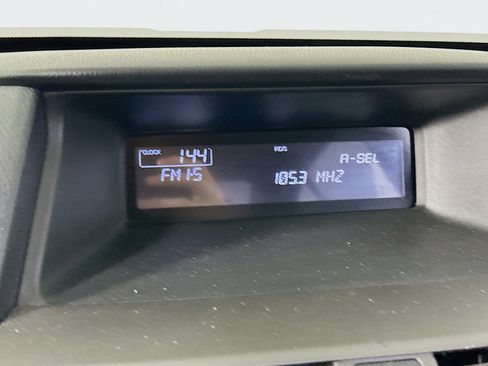 CLOCK 1:44 RDS A-SEL
FM1-5 105.3 MHZ